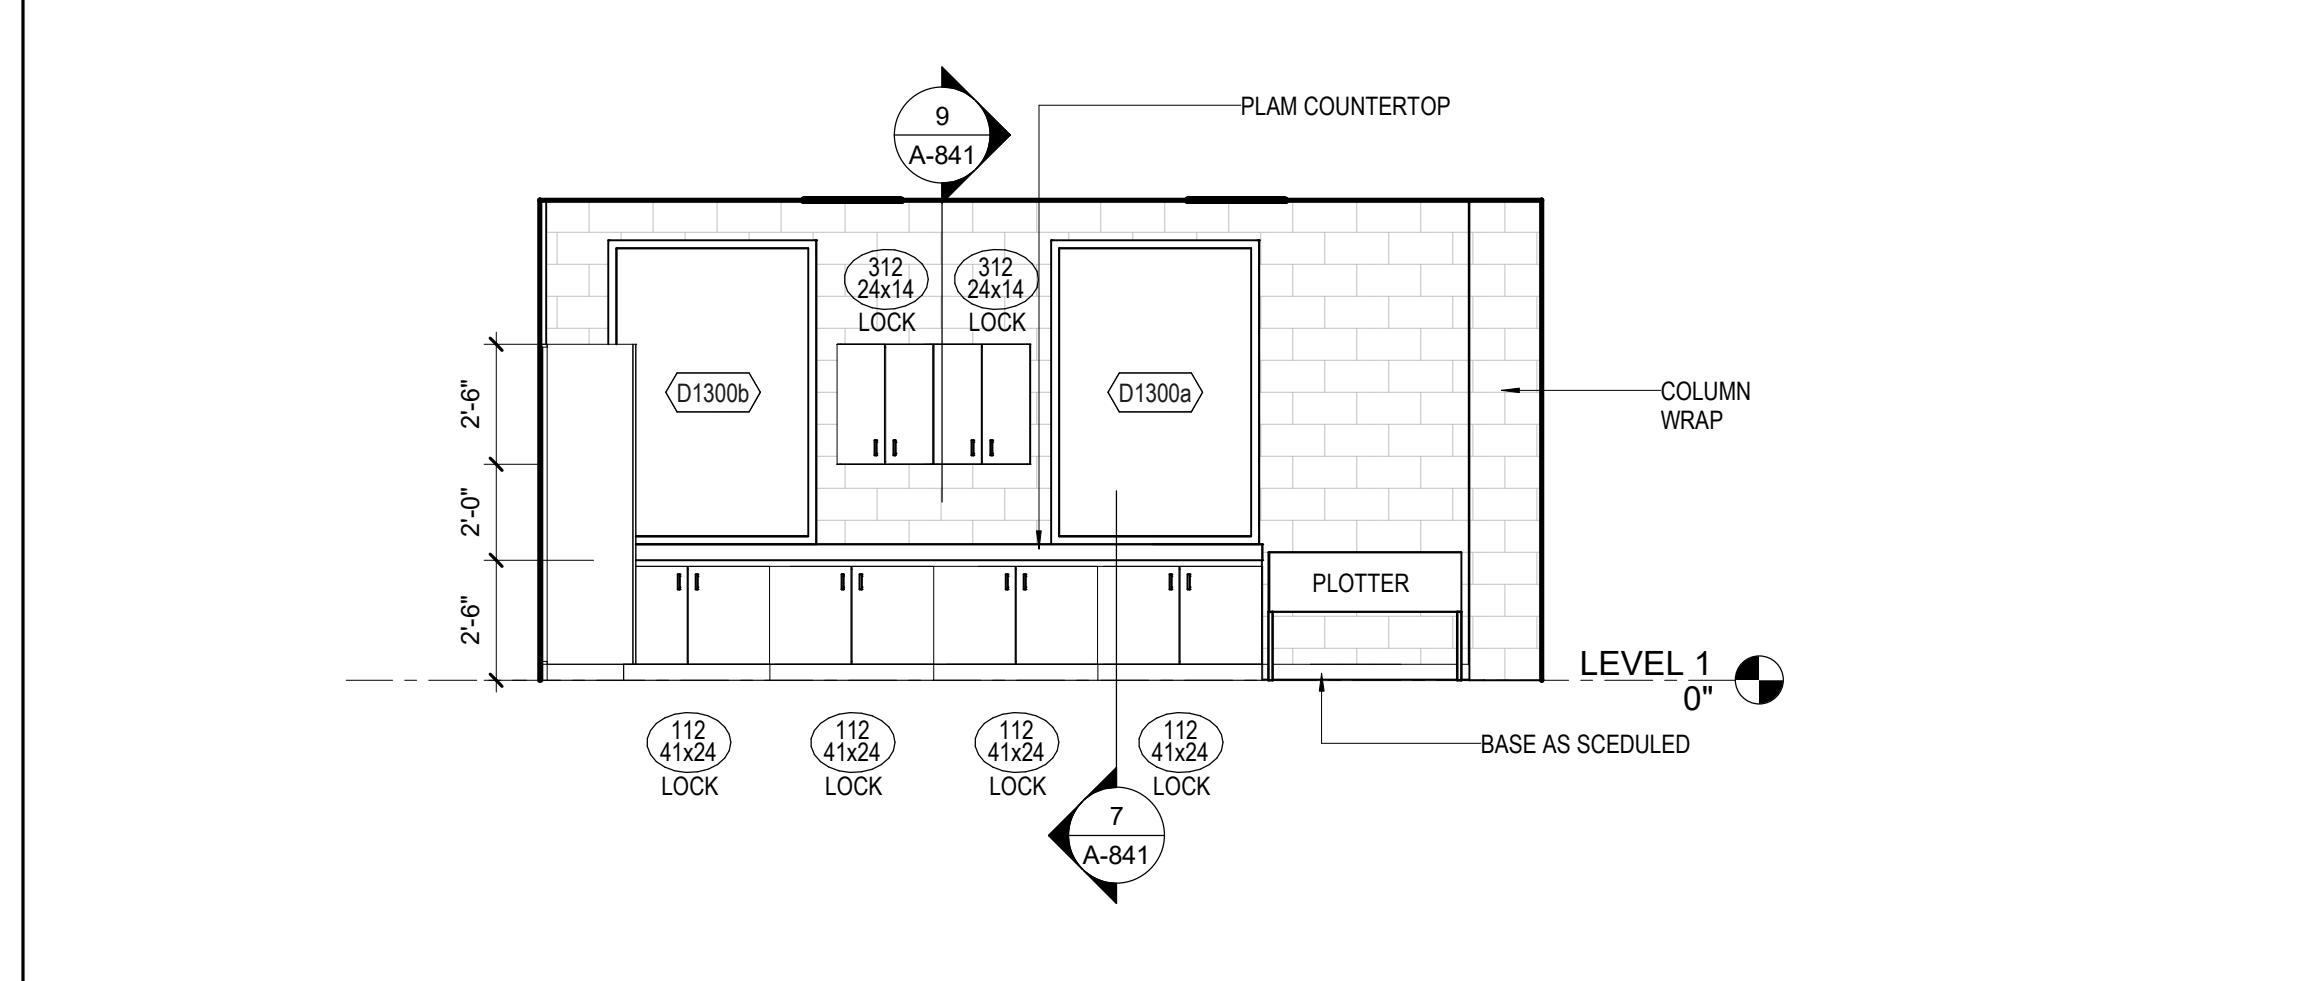 9
A-841
PLAM COUNTERTOP
312
24x14
LOCK
312
24x14
LOCK
D1300b
D1300a
COLUMN
WRAP
2'-6"
2'-0"
2'-6"
PLOTTER
LEVEL 1
0"
112
41x24
LOCK
112
41x24
LOCK
112
41x24
LOCK
112
41x24
LOCK
BASE AS SCEDULED
7
A-841